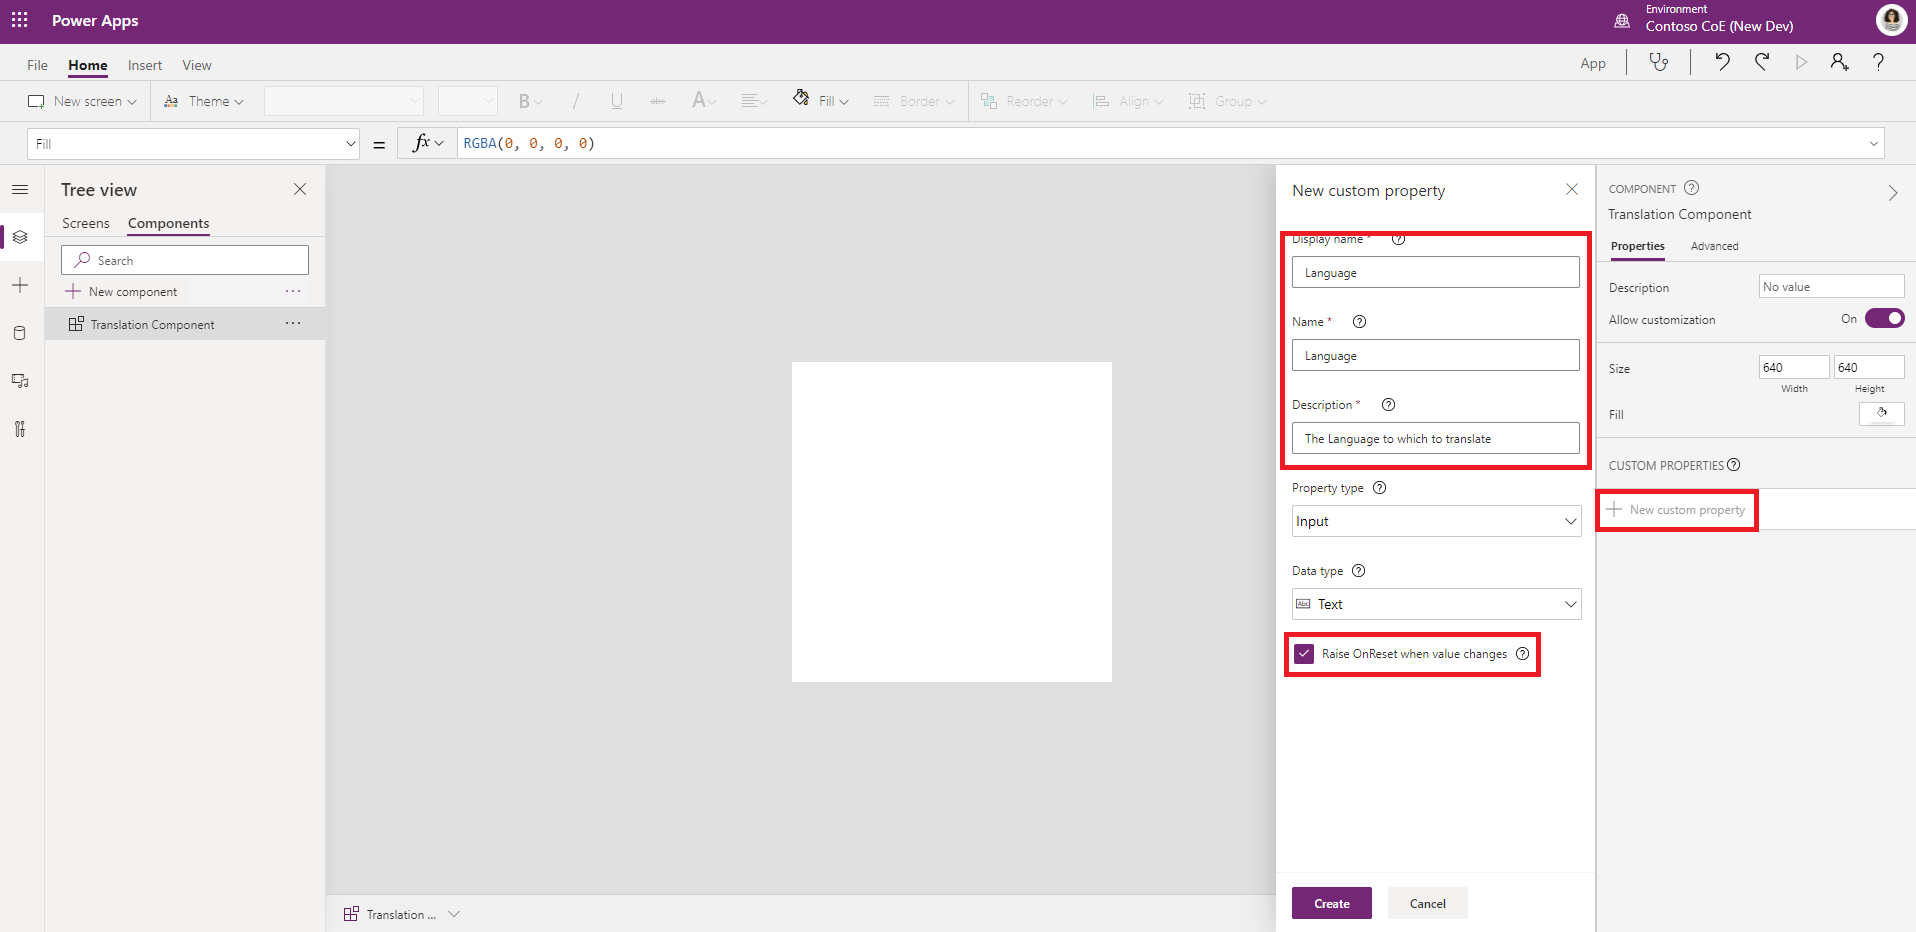 Power Apps
Environment
Contoso CoE (New Dev)
File Home Insert View
App
New screen
Theme
Fill
Border
Reorder
Align
Group
Fill
=
fx
RGBA(0, 0, 0, 0)
Tree view
Screens Components
Search
New component
Translation Component
New custom property
Display name *
Language
Name *
Language
Description *
The Language to which to translate
Property type
Input
Data type
Abc Text
Raise OnReset when value changes
Create Cancel
COMPONENT
Translation Component
Properties Advanced
Description No value
Allow customization On
Size 640 640
Width Height
Fill
CUSTOM PROPERTIES
New custom property
Translation ...